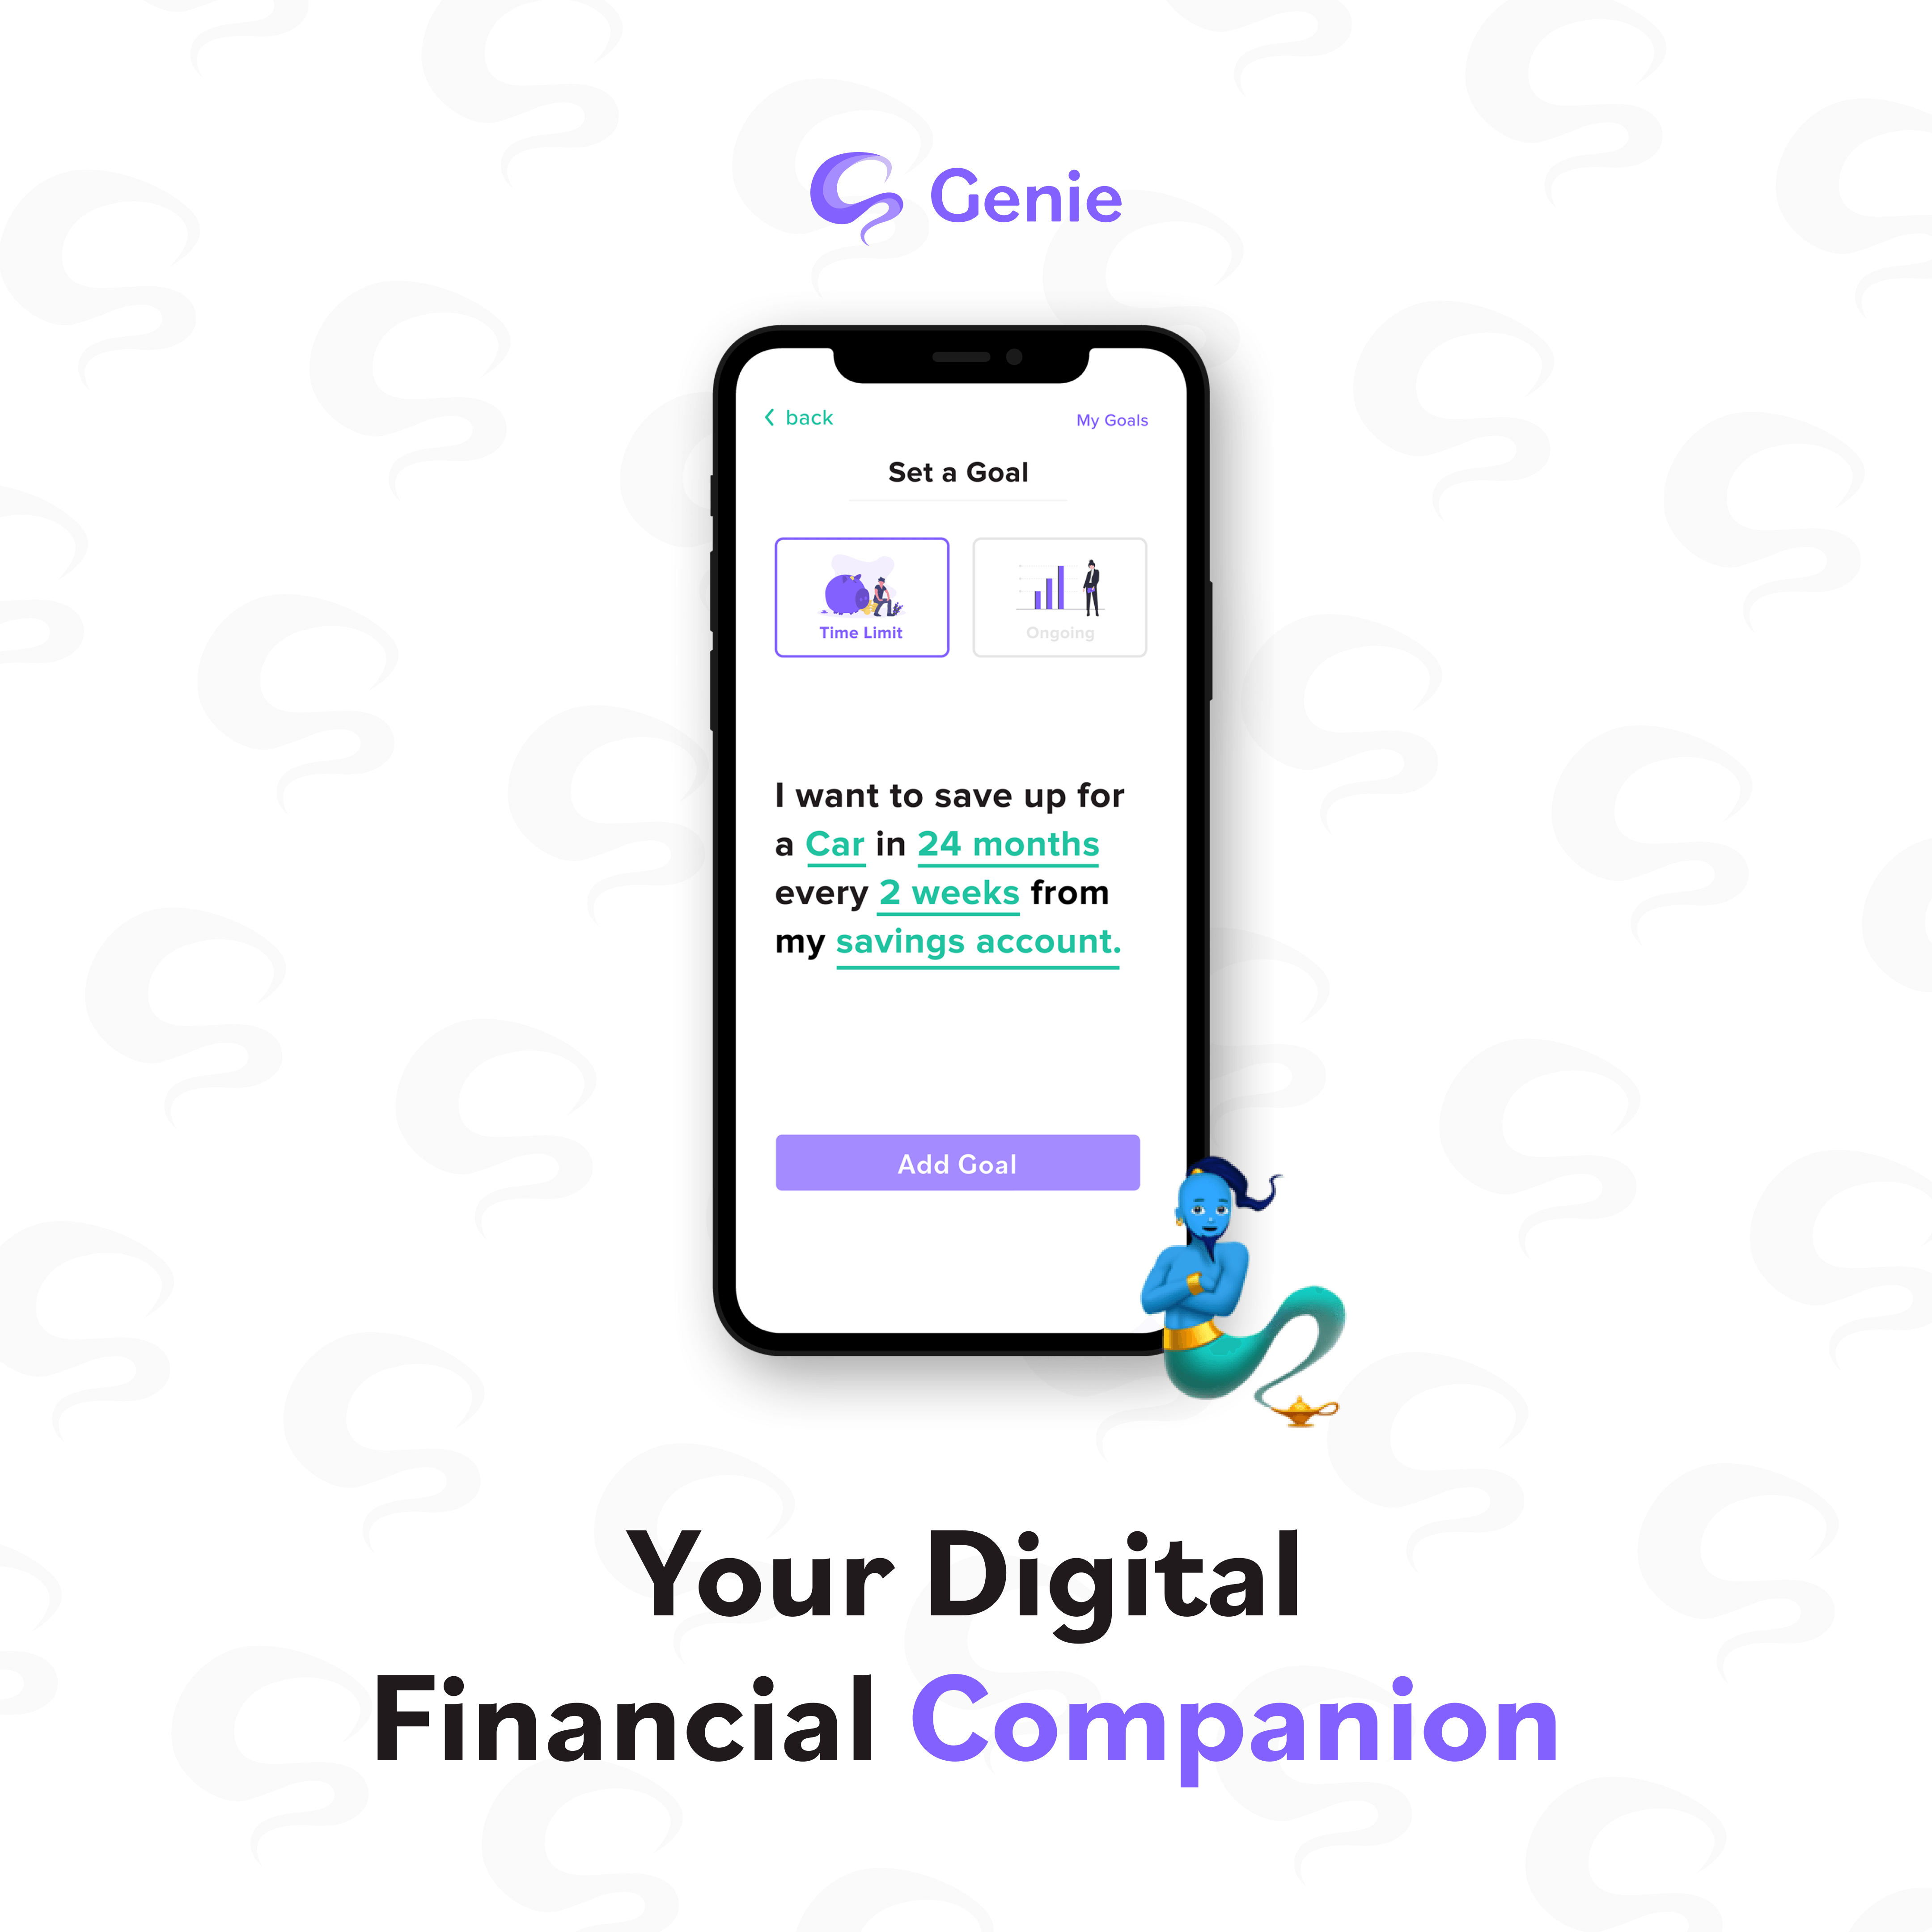 Genie
back
My Goals
Set a Goal
Time Limit
Ongoing
I want to save up for
a Car in 24 months
every 2 weeks from
my savings account.
Add Goal
Your Digital
Financial Companion